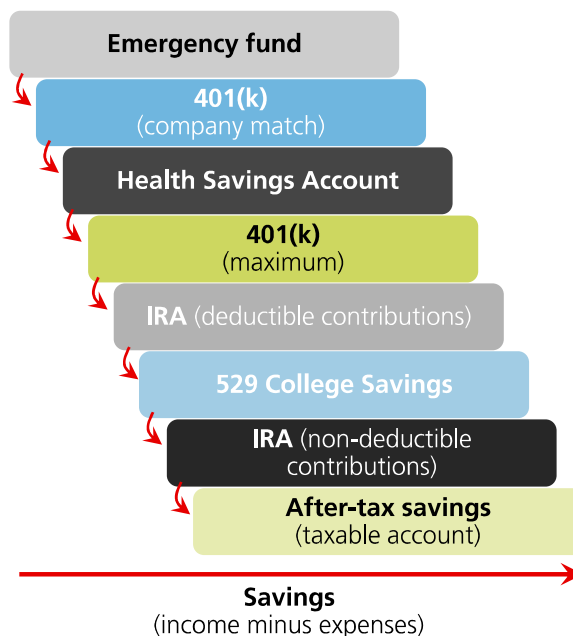 Emergency fund
401(k)
(company match)
Health Savings Account
401(k)
(maximum)
IRA (deductible contributions)
529 College Savings
IRA (non-deductible
contributions)
After-tax savings
(taxable account)
Savings
(income minus expenses)